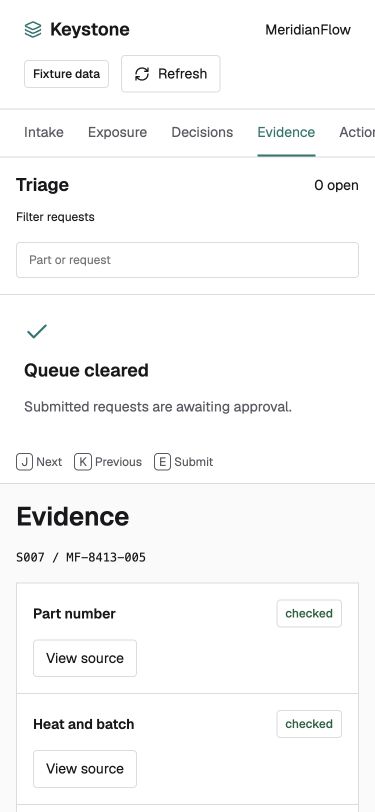 Keystone
MeridianFlow
Fixture data
Refresh
Intake Exposure Decisions Evidence Action
Triage
0 open
Filter requests
Part or request
Queue cleared
Submitted requests are awaiting approval.
J Next K Previous E Submit
Evidence
S007 / MF-8413-005
Part number
checked
View source
Heat and batch
checked
View source